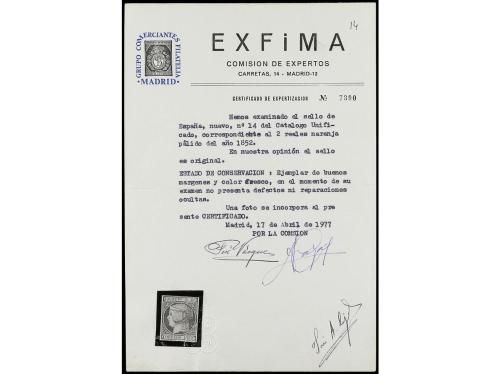 14
GRUPO COMERCIANTES FILATELIA
MADRID
EXFiMA
COMISION DE EXPERTOS
CARRETAS, 14 - MADRID-12
CERTIFICADO DE EXPERTIZACION Nº 7390
Hemos examinado el sello de
España, nuevo, nº 14 del Catalogo Unifi-
cado, correspondiente al 2 reales naranja
pálido del año 1852.
En nuestra opinión el sello
es original.
ESTADO DE CONSERVACION : Ejemplar de buenos
margenes y color fresco, en el momento de su
examen no presenta defectos ni reparaciones
ocultas.
Una foto se incorpora al pre
sente CERTIFICADO.
Madrid, 17 de Abril de 1977
POR LA COMSION